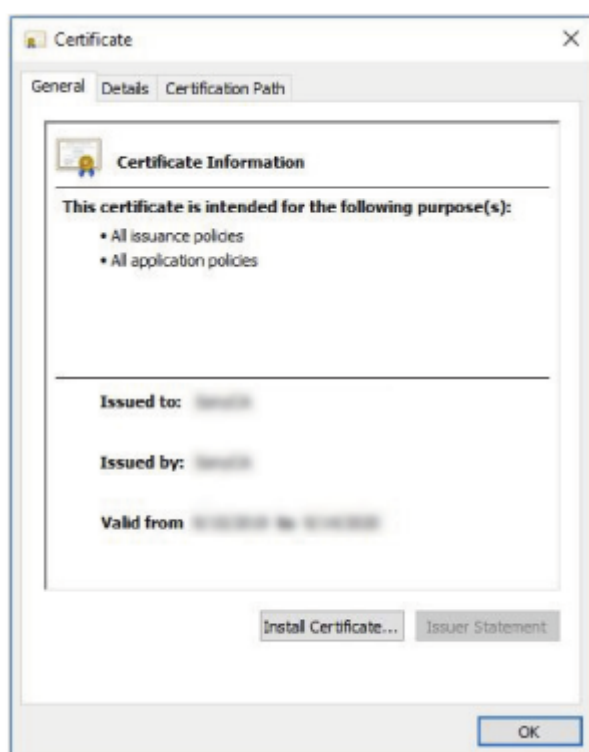 Certificate
General Details Certification Path
Certificate Information
This certificate is intended for the following purpose(s):
• All issuance policies
• All application policies
Issued to:
Issued by:
Valid from
Install Certificate... Issuer Statement
OK